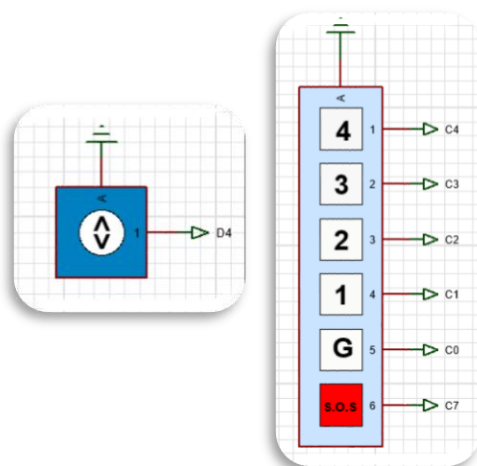 A
1 D4
A
4 1 C4
3 2 C3
2 3 C2
1 4 C1
G 5 C0
S.O.S 6 C7